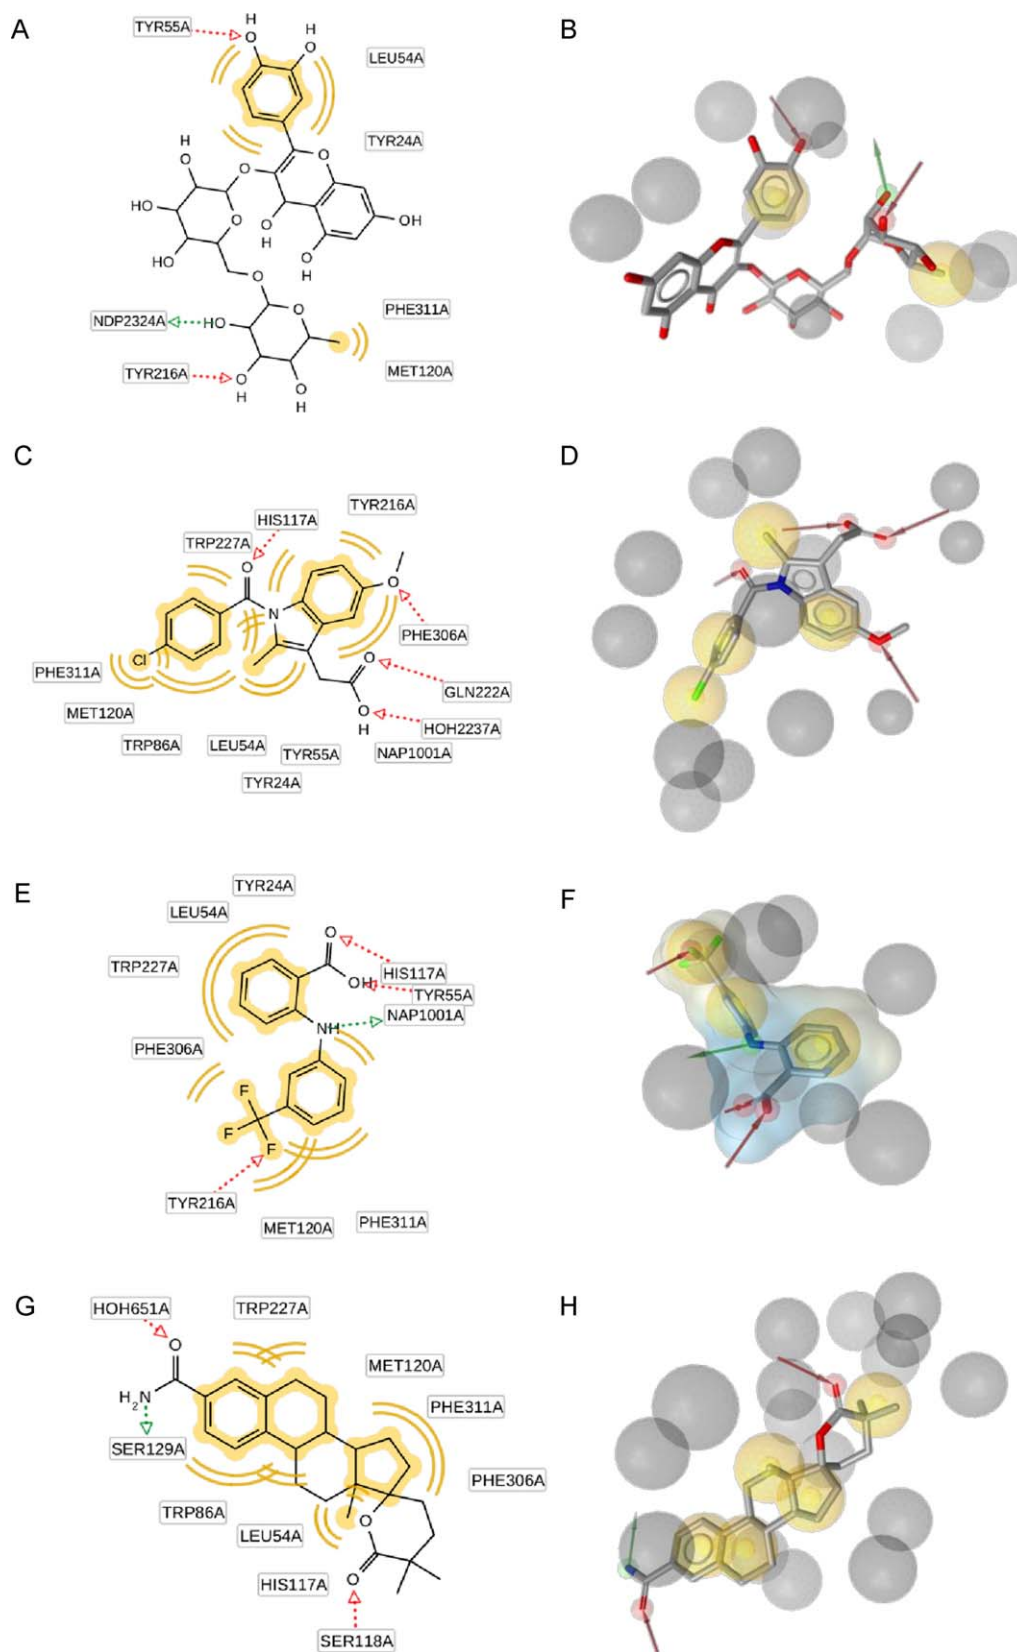 A
TYR55A
H
O
H
O
LEU54A
TYR24A
H
O
O
O
HO
O
HO
O
H
O
H
O
H
OH
O
NDP2324A
HO
O
PHE311A
TYR216A
O
H
O
H
MET120A
B
C
TYR216A
HIS117A
TRP227A
O
O
N
PHE306A
Cl
O
PHE311A
GLN222A
MET120A
O
H
HOH2237A
TRP86A
LEU54A
TYR55A
NAP1001A
TYR24A
D
E
TYR24A
LEU54A
O
TRP227A
HIS117A
OH
TYR55A
NAP1001A
NH
PHE306A
F
F
F
TYR216A
MET120A
PHE311A
F
G
HOH651A
TRP227A
O
MET120A
H2N
PHE311A
SER129A
PHE306A
TRP86A
LEU54A
O
HIS117A
O
SER118A
H